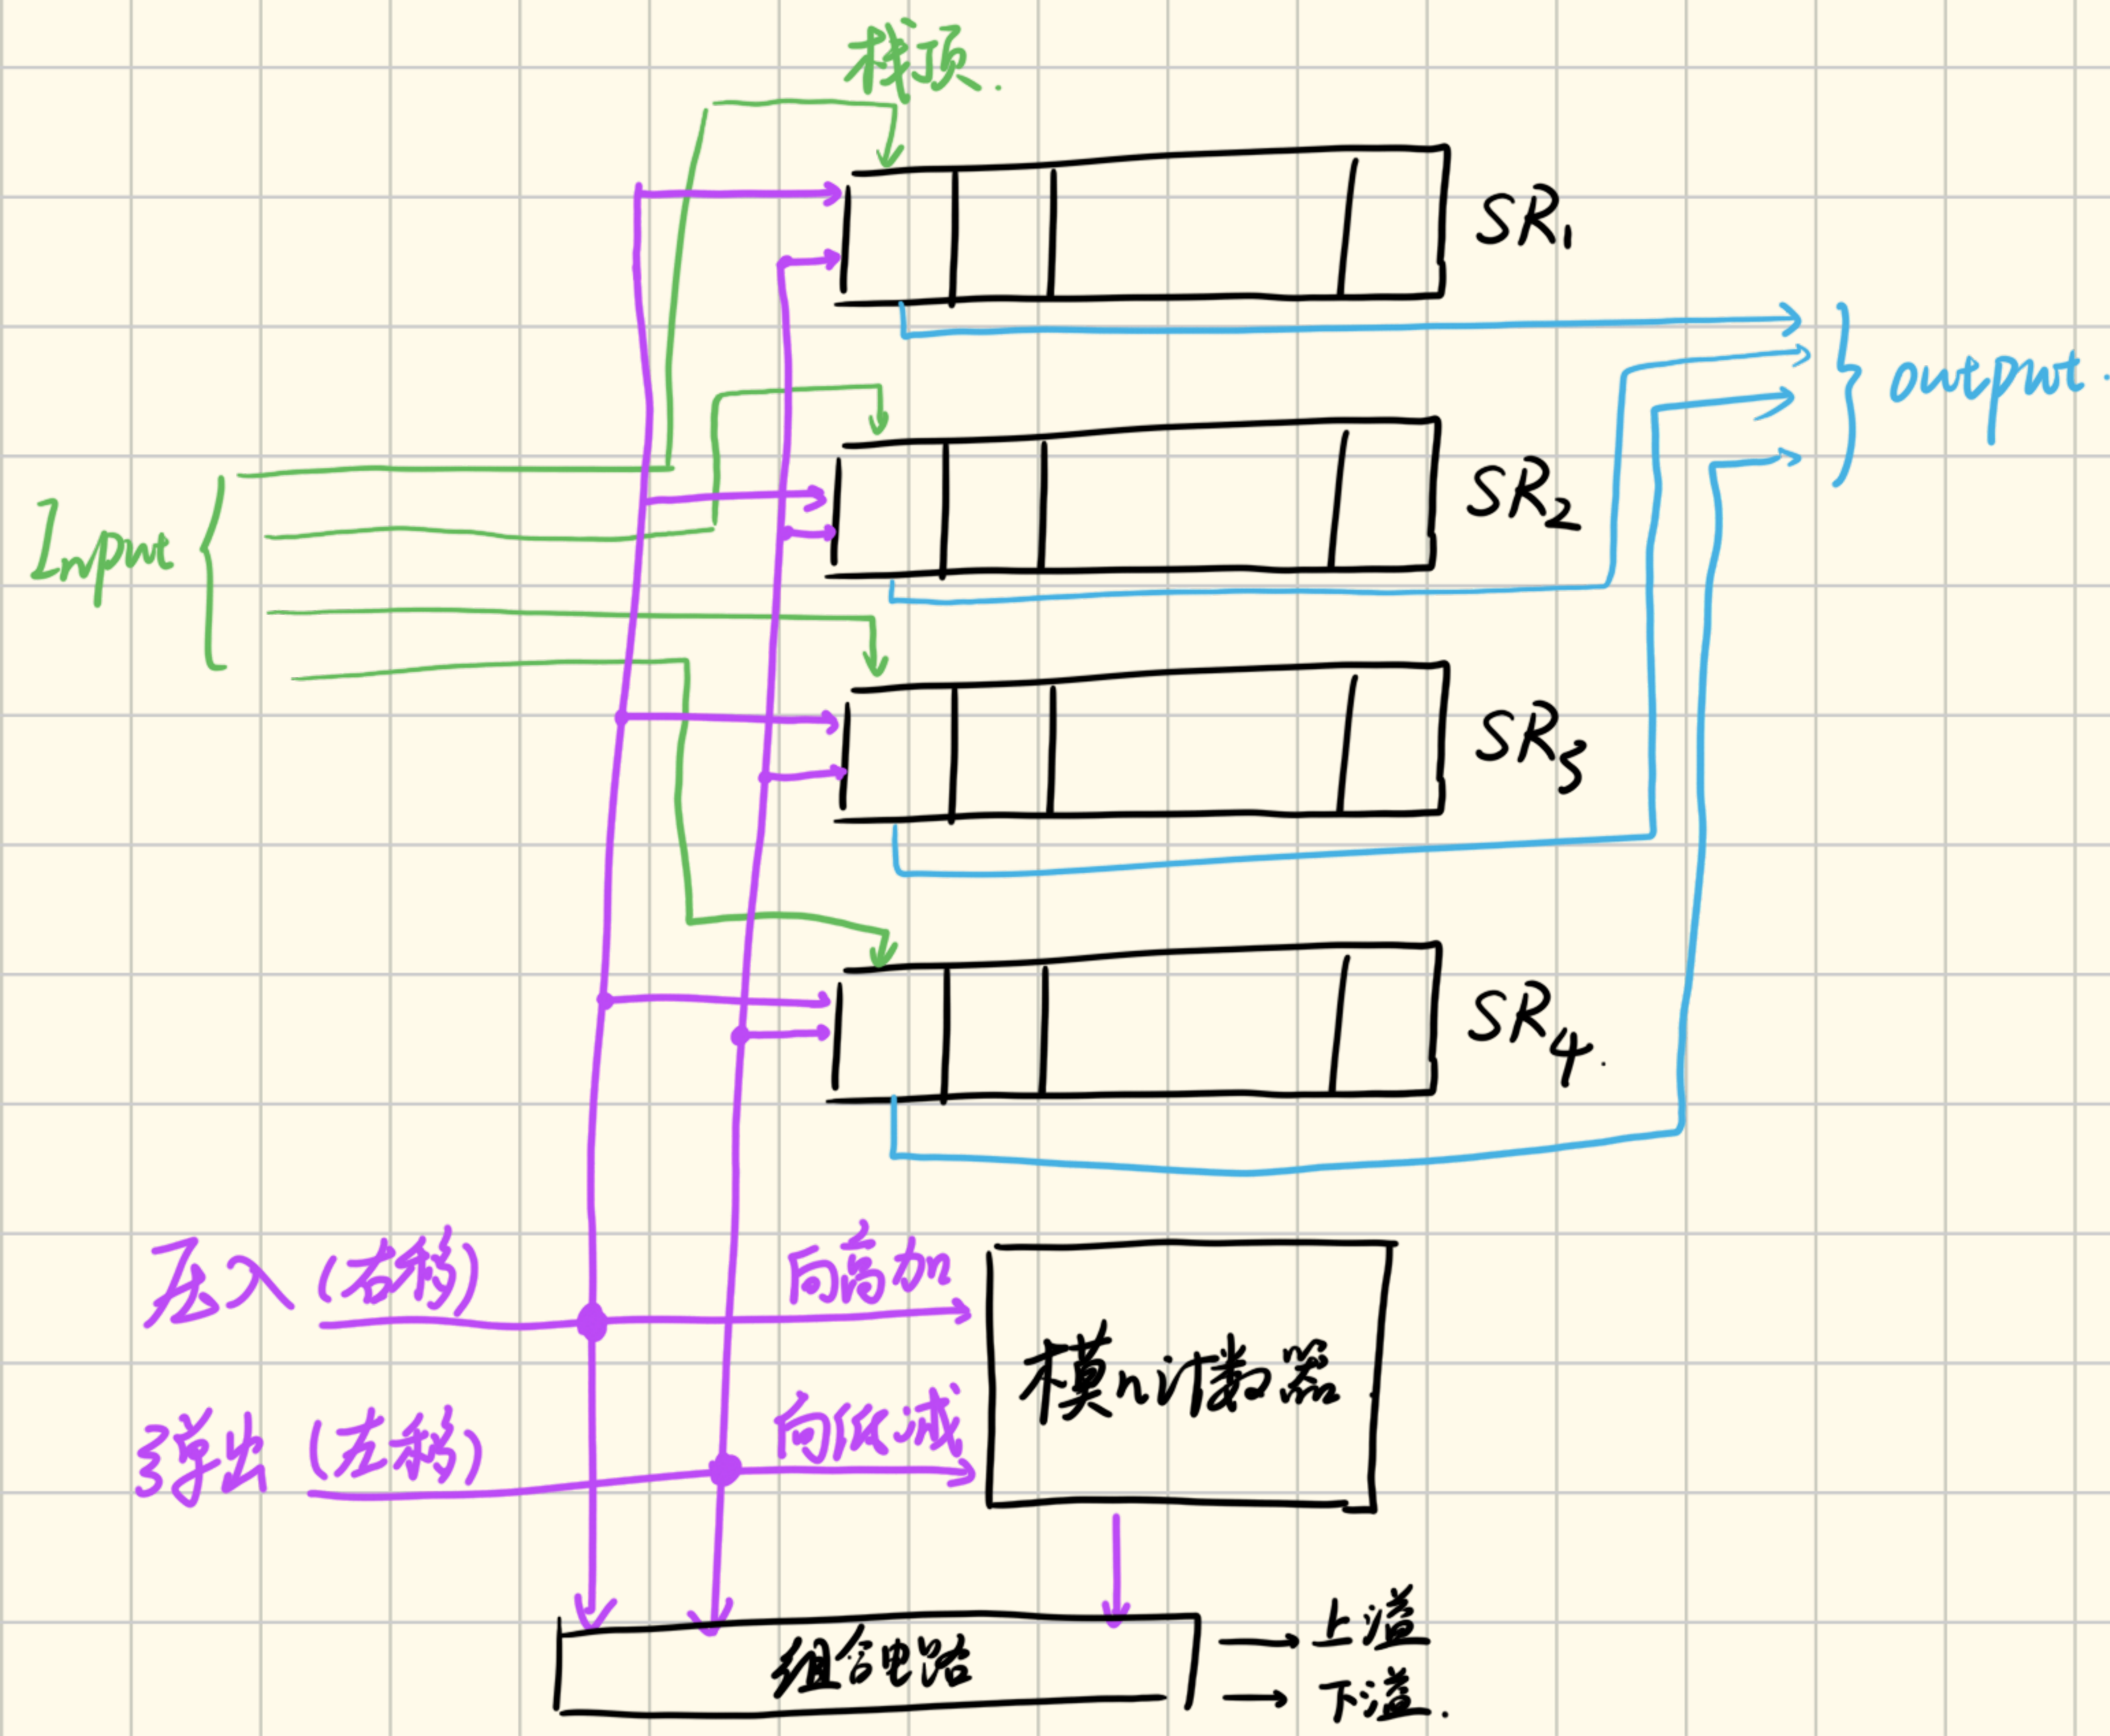 栈顶.
SR1
output.
SR2
Input
SR3
SR4.
压入(右移)
向高加
模n计数器
弹出(左移)
向低减
组合电路
上溢
下溢.